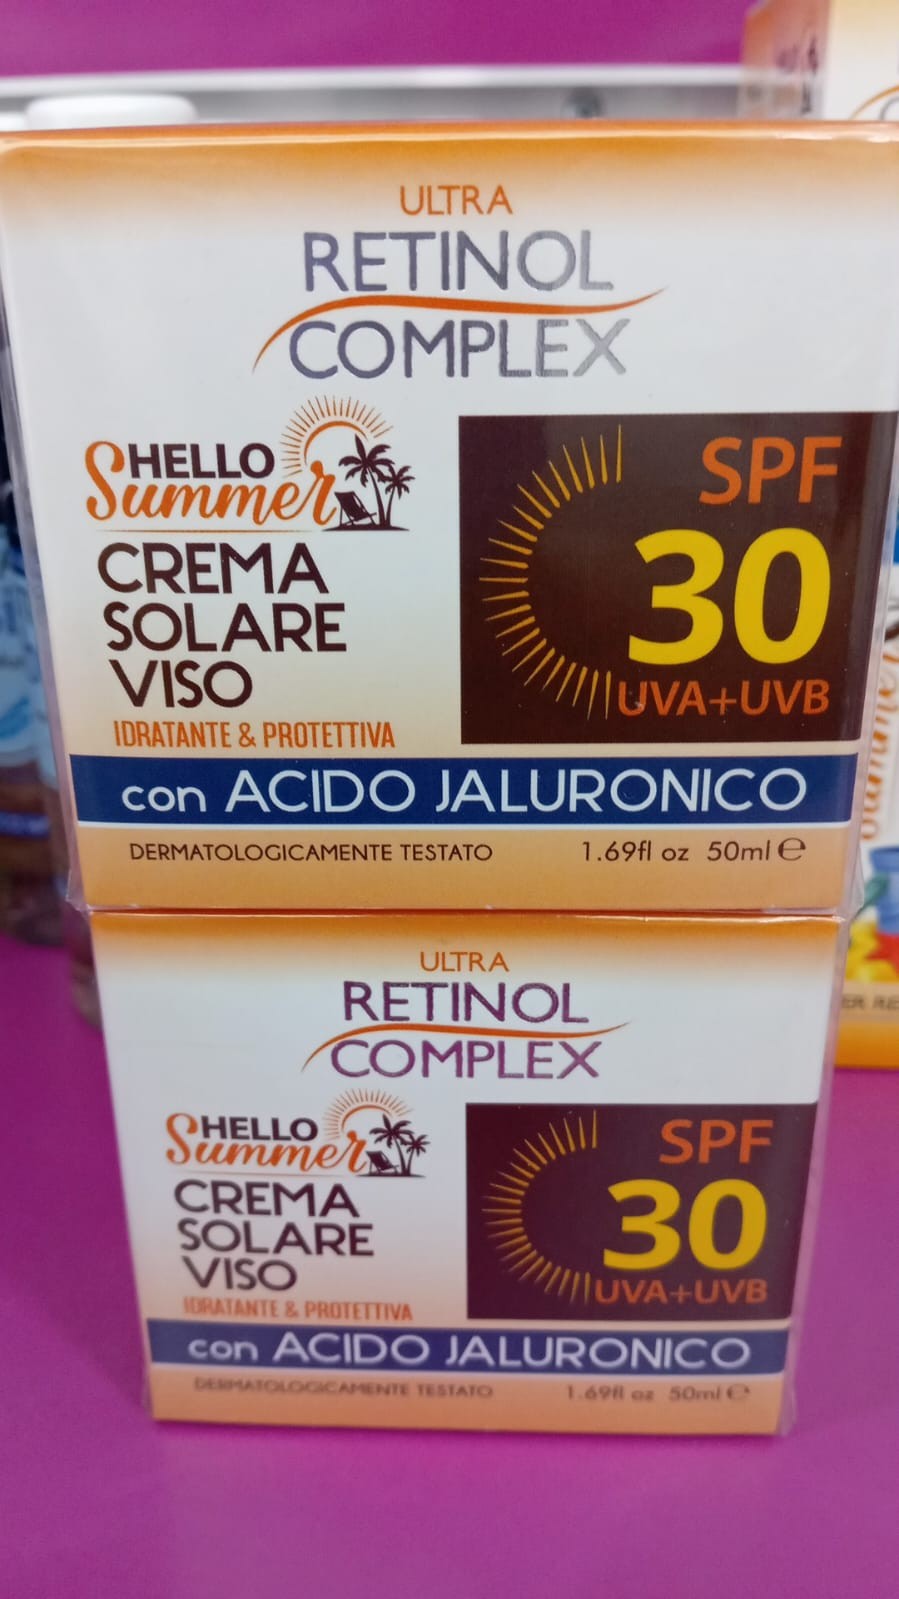 ULTRA
RETINOL
COMPLEX
HELLO
Summer
CREMA
SOLARE
VISO
IDRATANTE & PROTETTIVA
SPF
30
UVA+UVB
con ACIDO JALURONICO
DERMATOLOGICAMENTE TESTATO
1.69fl oz 50ml ℮
ULTRA
RETINOL
COMPLEX
HELLO
Summer
CREMA
SOLARE
VISO
IDRATANTE & PROTETTIVA
SPF
30
UVA+UVB
con ACIDO JALURONICO
DERMATOLOGICAMENTE TESTATO
1.69fl oz 50ml ℮